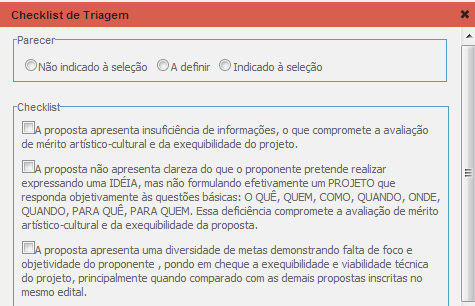 Checklist de Triagem
Parecer
Não indicado à seleção A definir Indicado à seleção
Checklist
A proposta apresenta insuficiência de informações, o que compromete a avaliação
de mérito artístico-cultural e da exequibilidade do projeto.
A proposta não apresenta clareza do que o proponente pretende realizar
expressando uma IDÉIA, mas não formulando efetivamente um PROJETO que
responda objetivamente às questões básicas: O QUÊ, QUEM, COMO, QUANDO, ONDE,
QUANDO, PARA QUÊ, PARA QUEM. Essa deficiência compromete a avaliação de mérito
artístico-cultural e da exequibilidade da proposta.
A proposta apresenta uma diversidade de metas demonstrando falta de foco e
objetividade do proponente , pondo em cheque a exequibilidade e viabilidade técnica
do projeto, principalmente quando comparado com as demais propostas inscritas no
mesmo edital.